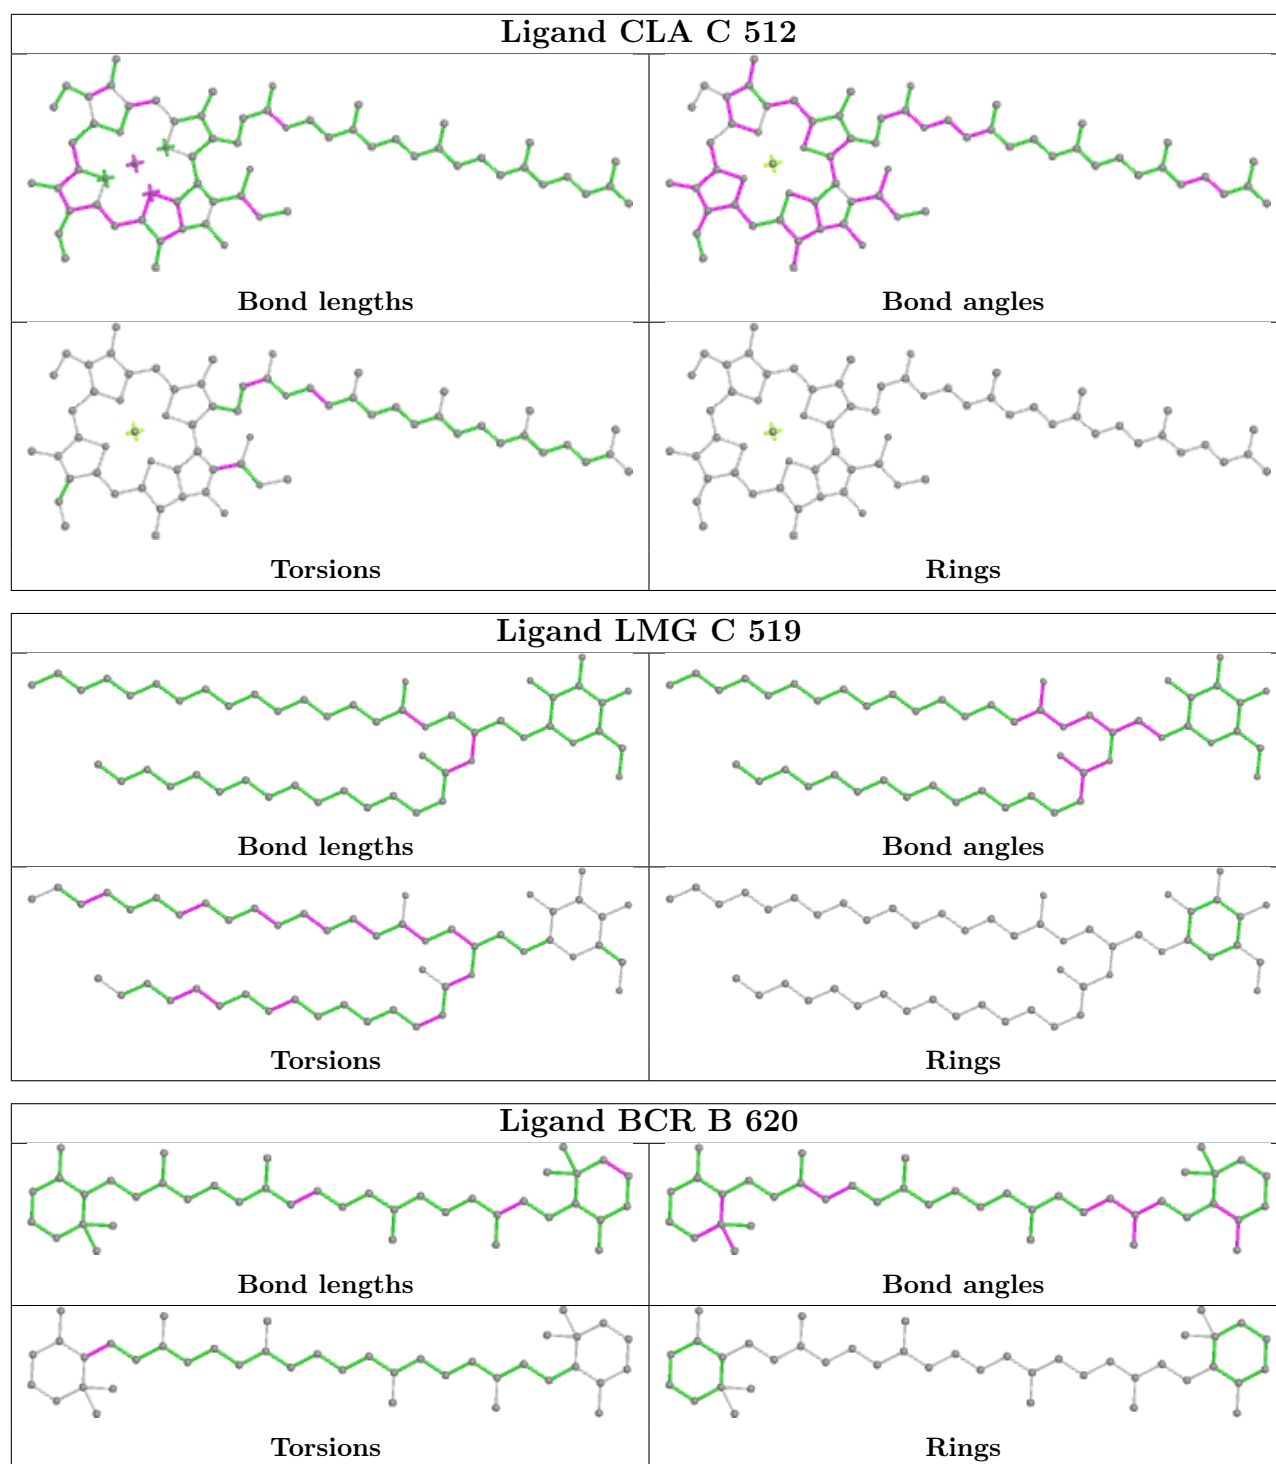 Ligand CLA C 512
Bond lengths
Bond angles
Torsions
Rings
Ligand LMG C 519
Bond lengths
Bond angles
Torsions
Rings
Ligand BCR B 620
Bond lengths
Bond angles
Torsions
Rings